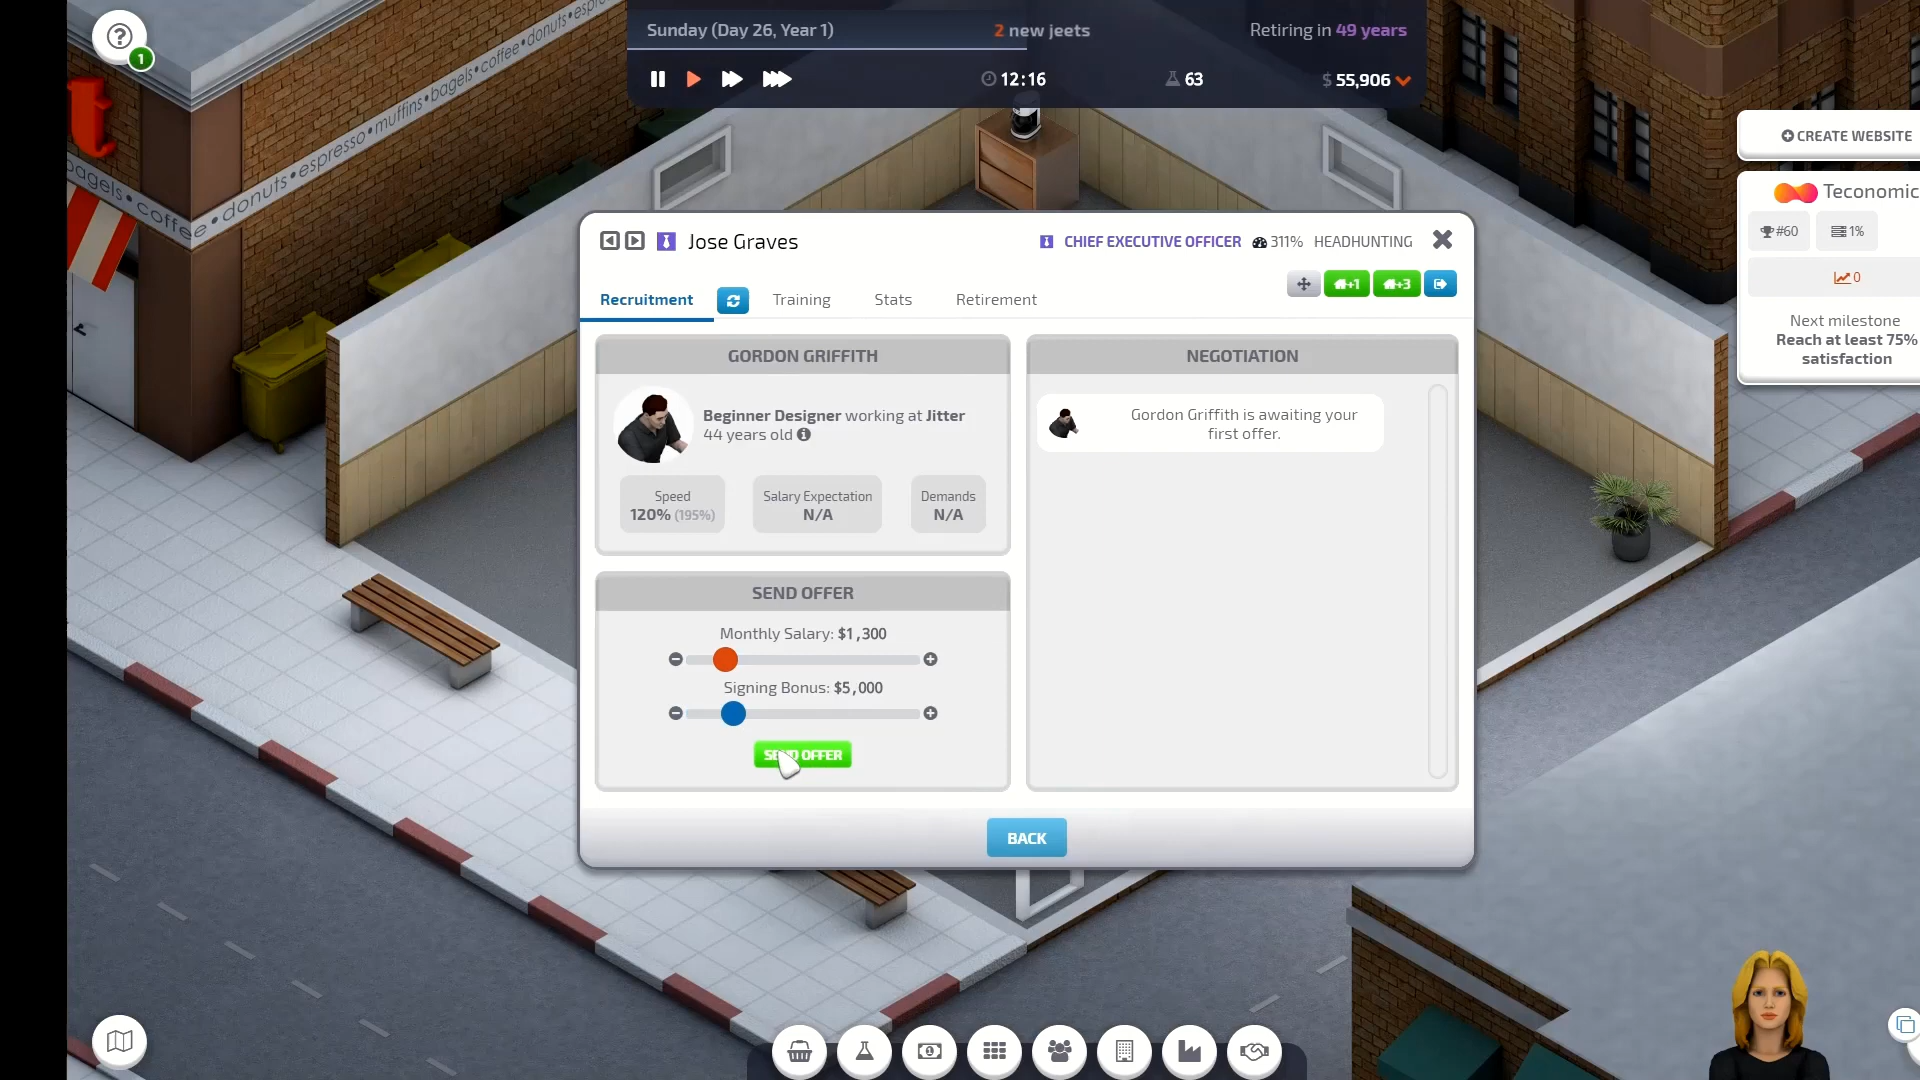 Sunday (Day 26, Year 1)
2 new jeets
Retiring in 49 years
12:16
63
$ 55,906
?
1
t
donuts•espresso•muffins•bagels•coffee•donuts•espr
bagels•coffee
CREATE WEBSITE
Teconomic
#60
1%
0
Next milestone
Reach at least 75%
satisfaction
Jose Graves
CHIEF EXECUTIVE OFFICER
311%
HEADHUNTING
Recruitment
Training
Stats
Retirement
+1
+3
GORDON GRIFFITH
Beginner Designer working at Jitter
44 years old
Speed
120% (195%)
Salary Expectation
N/A
Demands
N/A
NEGOTIATION
Gordon Griffith is awaiting your
first offer.
SEND OFFER
Monthly Salary: $1,300
Signing Bonus: $5,000
SEND OFFER
BACK